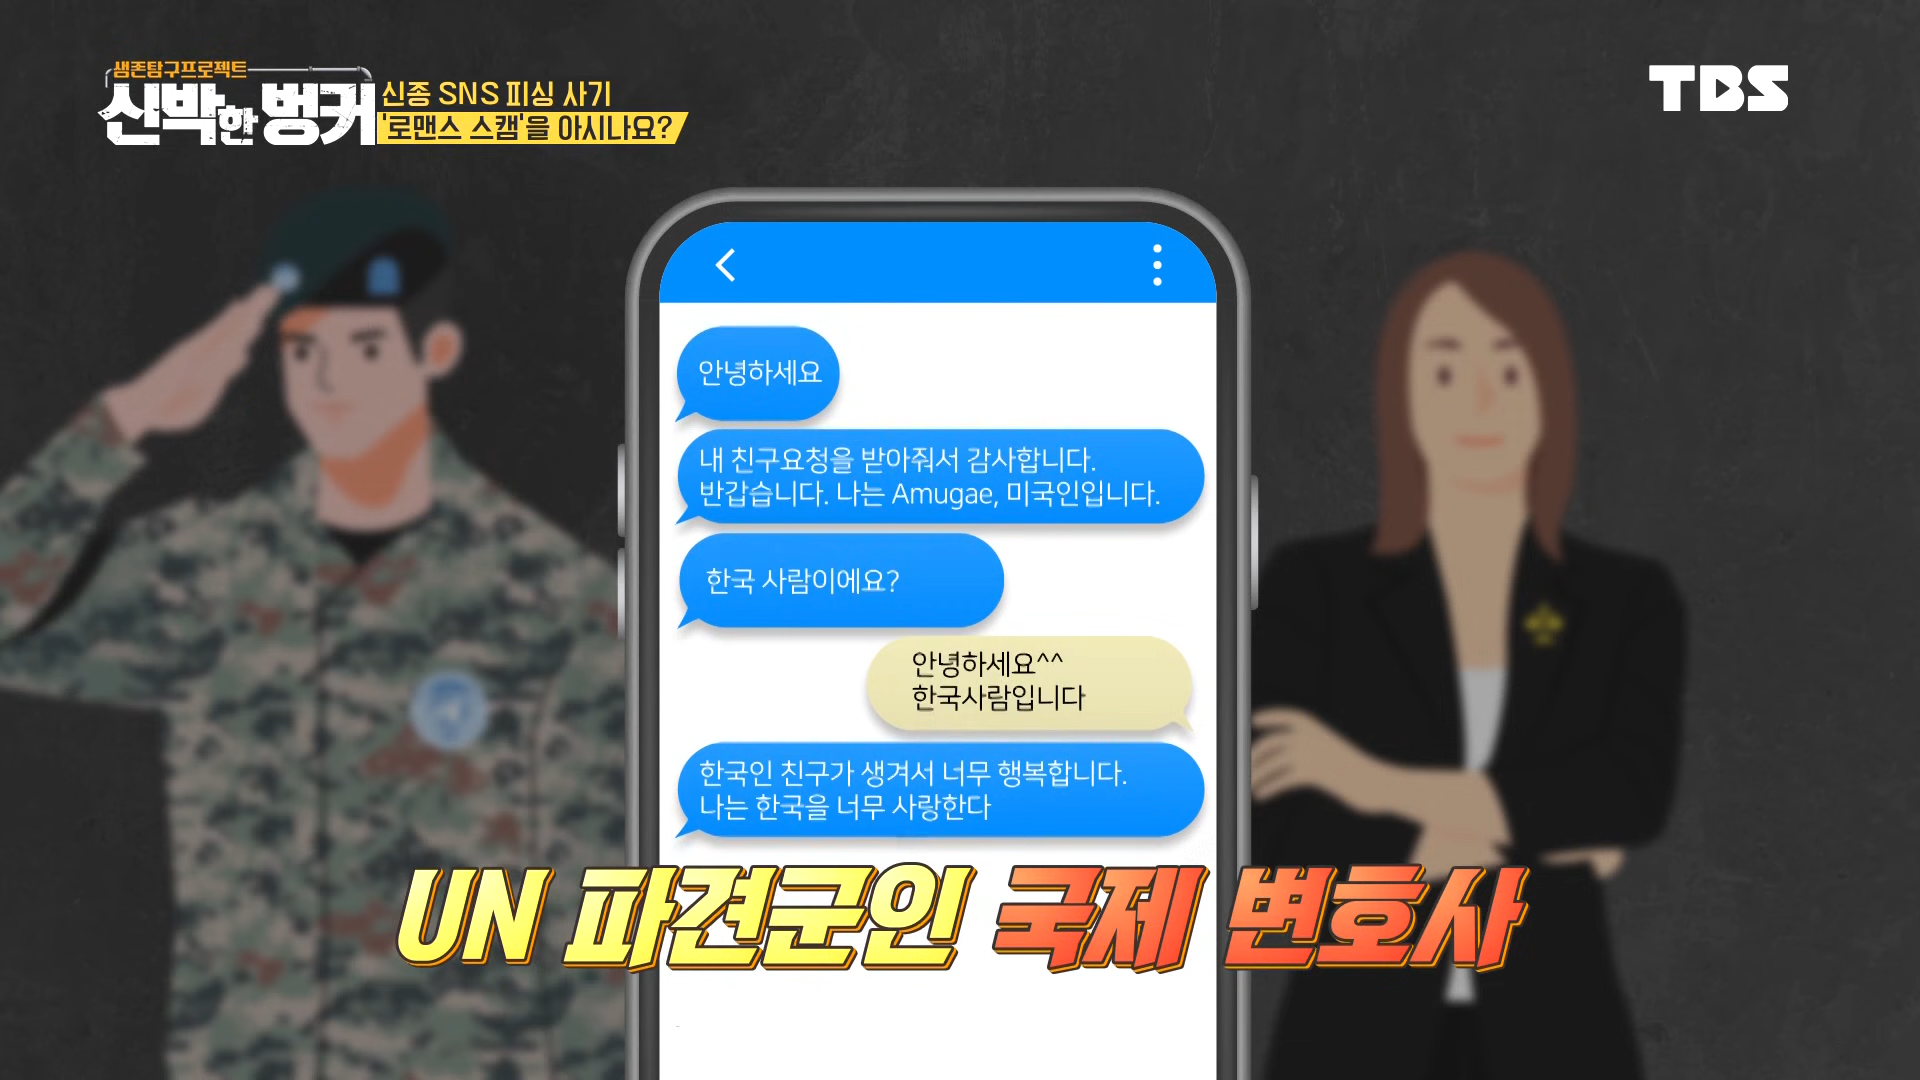 생존탐구프로젝트
신박한 벙커
신종 SNS 피싱 사기
'로맨스 스캠'을 아시나요?
TBS
안녕하세요
내 친구요청을 받아줘서 감사합니다.
반갑습니다. 나는 Amugae, 미국인입니다.
한국 사람이에요?
안녕하세요^^
한국사람입니다
한국인 친구가 생겨서 너무 행복합니다.
나는 한국을 너무 사랑한다
UN 파견군인 국제 변호사